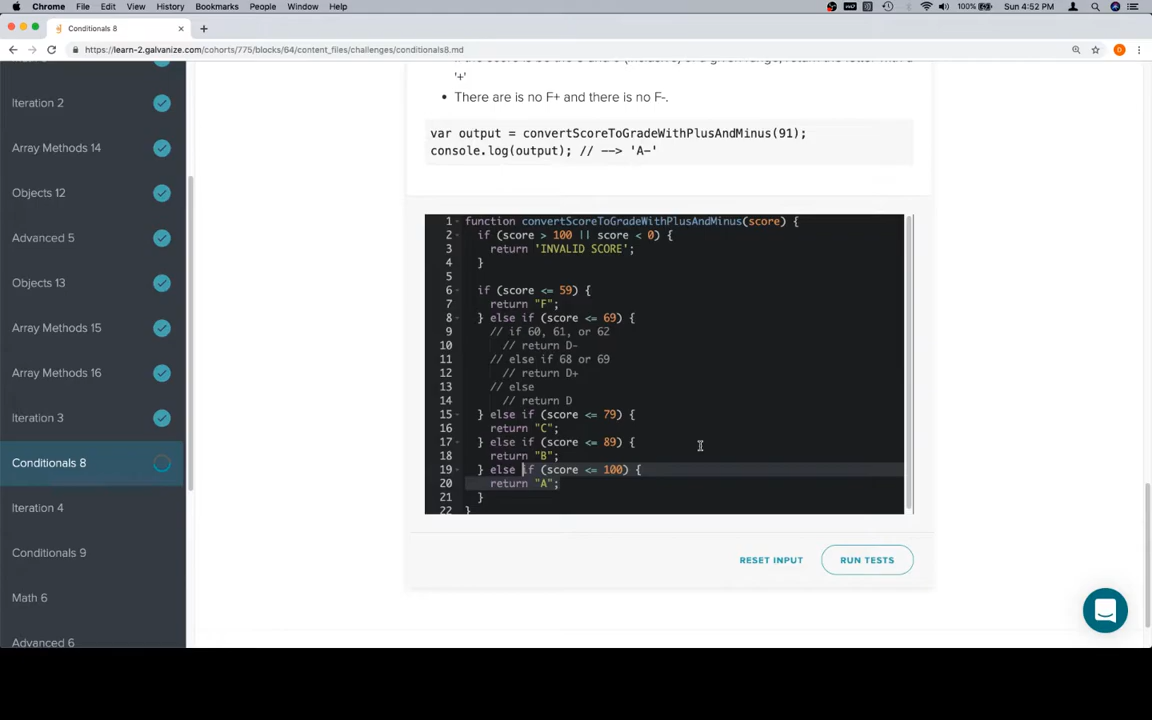 Chrome File Edit View History Bookmarks People Window Help 100% Sun 4:52 PM
Conditionals 8
https://learn-2.galvanize.com/cohorts/775/blocks/64/content_files/challenges/conditionals8.md
Iteration 2
Array Methods 14
Objects 12
Advanced 5
Objects 13
Array Methods 15
Array Methods 16
Iteration 3
Conditionals 8
Iteration 4
Conditionals 9
Math 6
Advanced 6
'+'
• There are is no F+ and there is no F-.
var output = convertScoreToGradeWithPlusAndMinus(91);
console.log(output); // --> 'A-'
1 function convertScoreToGradeWithPlusAndMinus(score) {
2 if (score > 100 || score < 0) {
3 return 'INVALID SCORE';
4 }
5
6 if (score <= 59) {
7 return "F";
8 } else if (score <= 69) {
9 // if 60, 61, or 62
10 // return D-
11 // else if 68 or 69
12 // return D+
13 // else
14 // return D
15 } else if (score <= 79) {
16 return "C";
17 } else if (score <= 89) {
18 return "B";
19 } else if (score <= 100) {
20 return "A";
21 }
22 }
RESET INPUT RUN TESTS